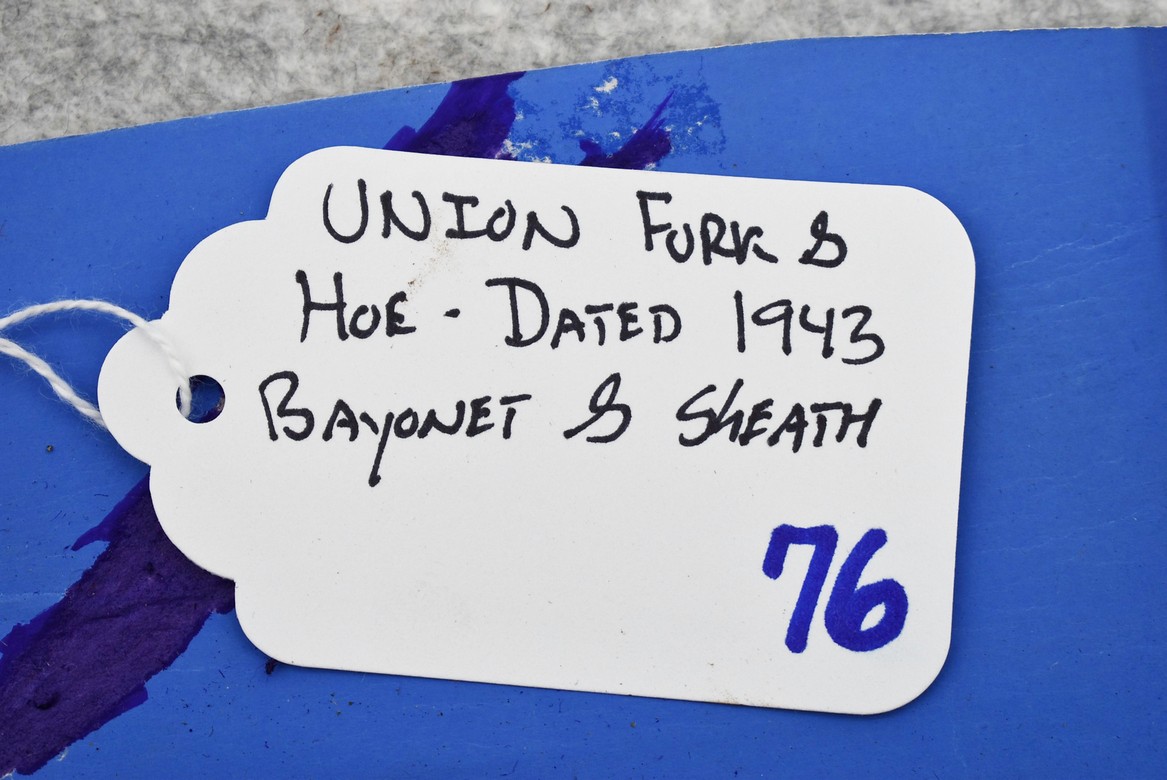 UNION FORK &
HOE - DATED 1943
BAYONET & SHEATH
76